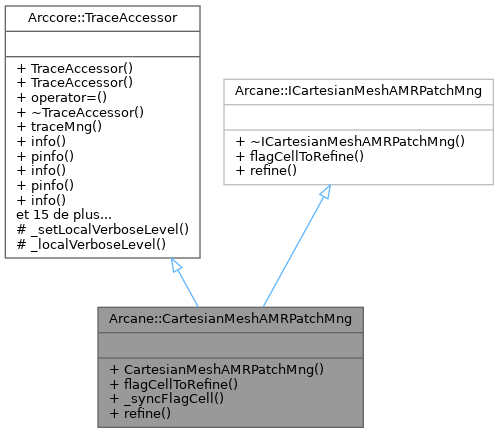 Arccore::TraceAccessor
+ TraceAccessor()
+ TraceAccessor()
+ operator=()
+ ~TraceAccessor()
+ traceMng()
+ info()
+ pinfo()
+ info()
+ pinfo()
+ info()
et 15 de plus...
# _setLocalVerboseLevel()
# _localVerboseLevel()
Arcane::ICartesianMeshAMRPatchMng
+ ~ICartesianMeshAMRPatchMng()
+ flagCellToRefine()
+ refine()
Arcane::CartesianMeshAMRPatchMng
+ CartesianMeshAMRPatchMng()
+ flagCellToRefine()
+ _syncFlagCell()
+ refine()